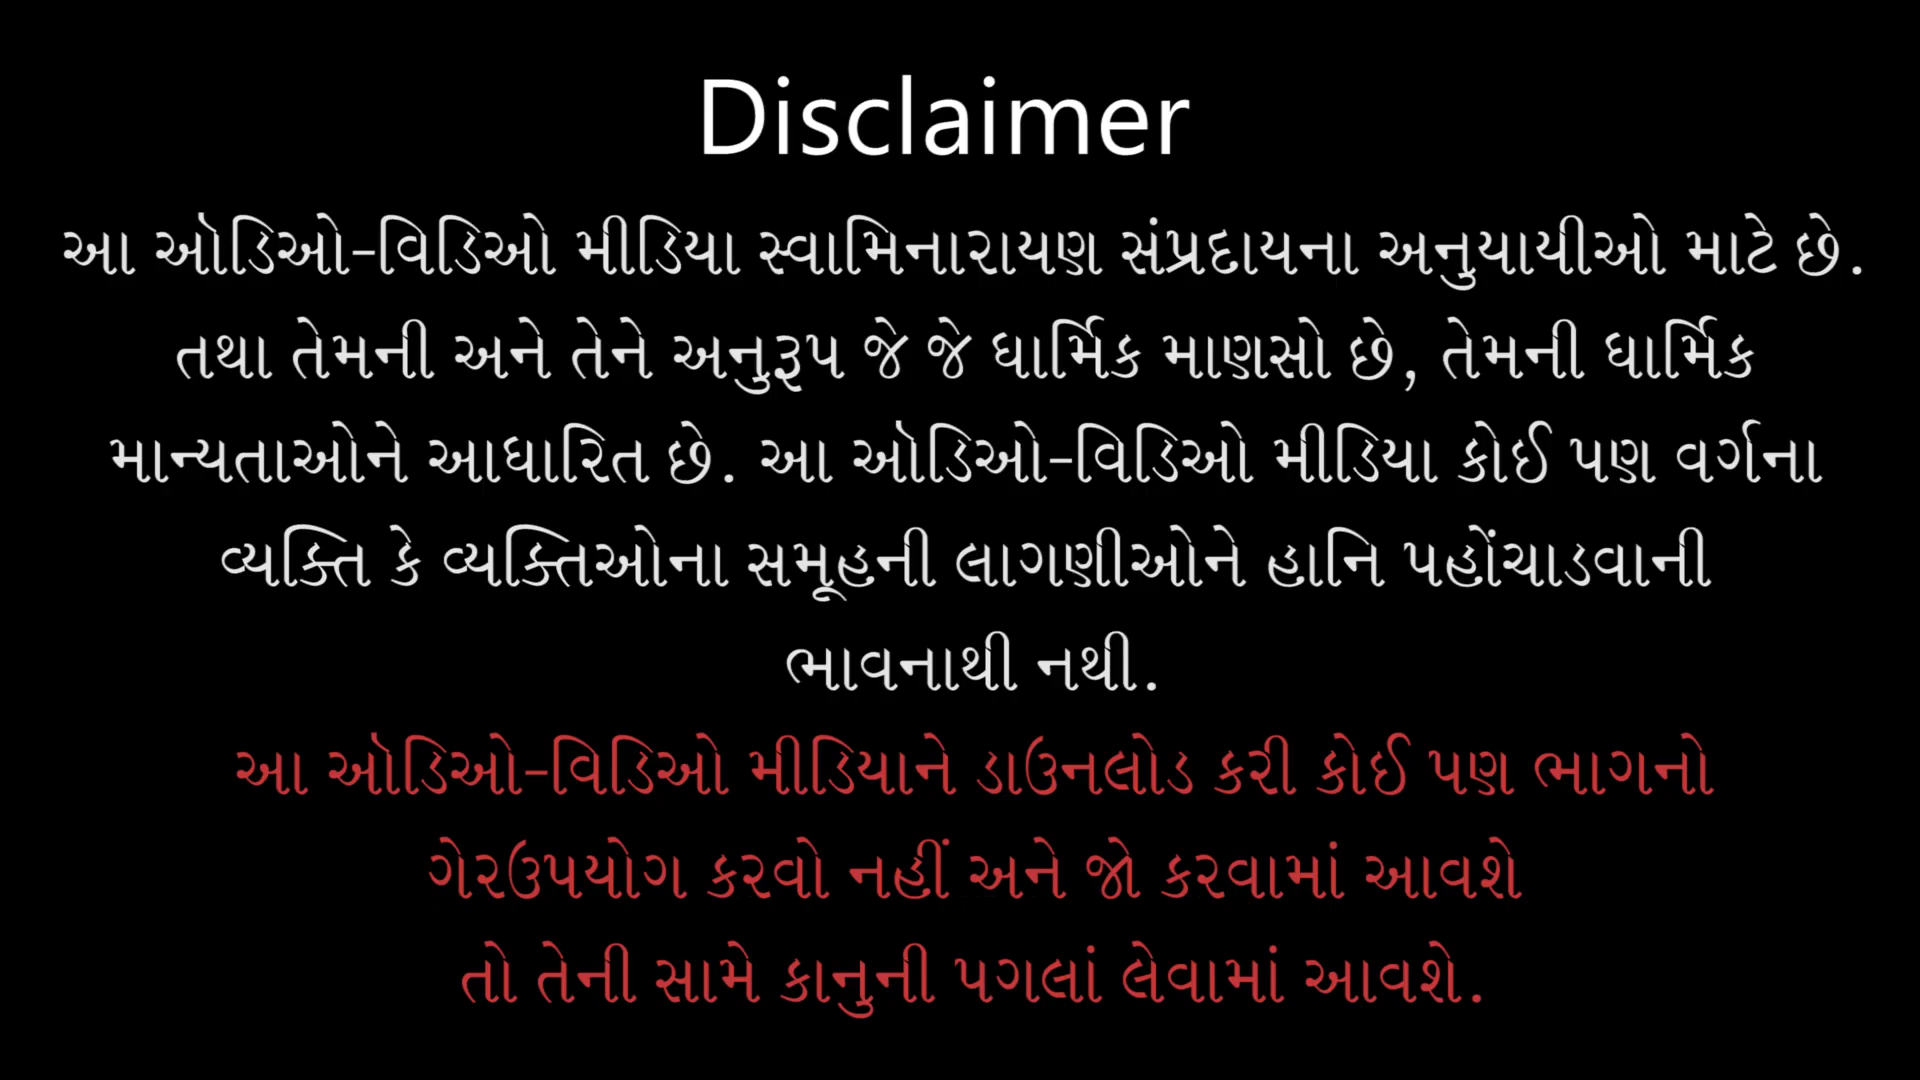 Disclaimer
આ ઑડિઓ-વિડિઓ મીડિયા સ્વામિનારાયણ સંપ્રદાયના અનુયાયીઓ માટે છે.
તથા તેમની અને તેને અનુરૂપ જે જે ધાર્મિક માણસો છે, તેમની ધાર્મિક
માન્યતાઓને આધારિત છે. આ ઑડિઓ-વિડિઓ મીડિયા કોઈ પણ વર્ગના
વ્યક્તિ કે વ્યક્તિઓના સમૂહની લાગણીઓને હાનિ પહોંચાડવાની
ભાવનાથી નથી.
આ ઑડિઓ-વિડિઓ મીડિયાને ડાઉનલોડ કરી કોઈ પણ ભાગનો
ગેરઉપયોગ કરવો નહીં અને જો કરવામાં આવશે
તો તેની સામે કાનુની પગલાં લેવામાં આવશે.